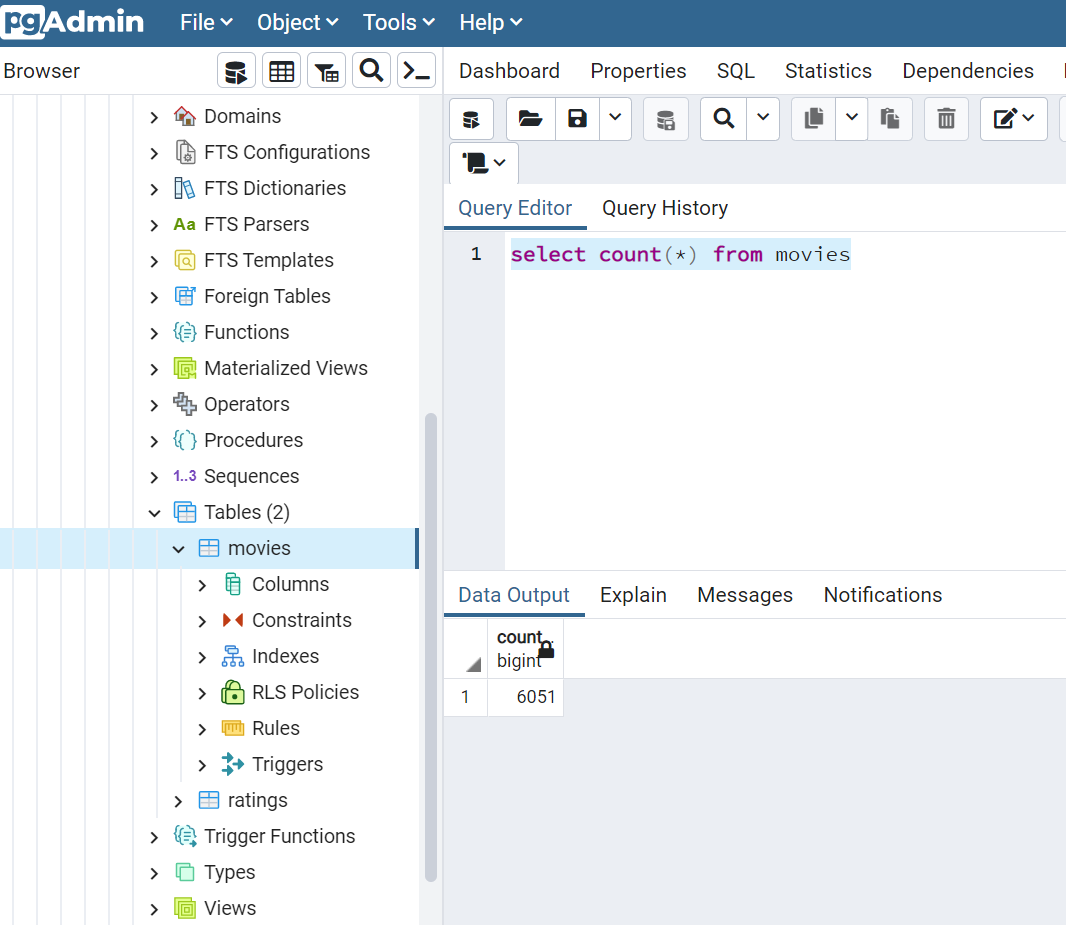 pgAdmin File Object Tools Help
Browser
Dashboard Properties SQL Statistics Dependencies
Domains
FTS Configurations
FTS Dictionaries
Aa FTS Parsers
FTS Templates
Foreign Tables
Functions
Materialized Views
Operators
Procedures
1..3 Sequences
Tables (2)
movies
Columns
Constraints
Indexes
RLS Policies
Rules
Triggers
ratings
Trigger Functions
Types
Views
Query Editor Query History
1 select count(*) from movies
Data Output Explain Messages Notifications
count
bigint
1 6051